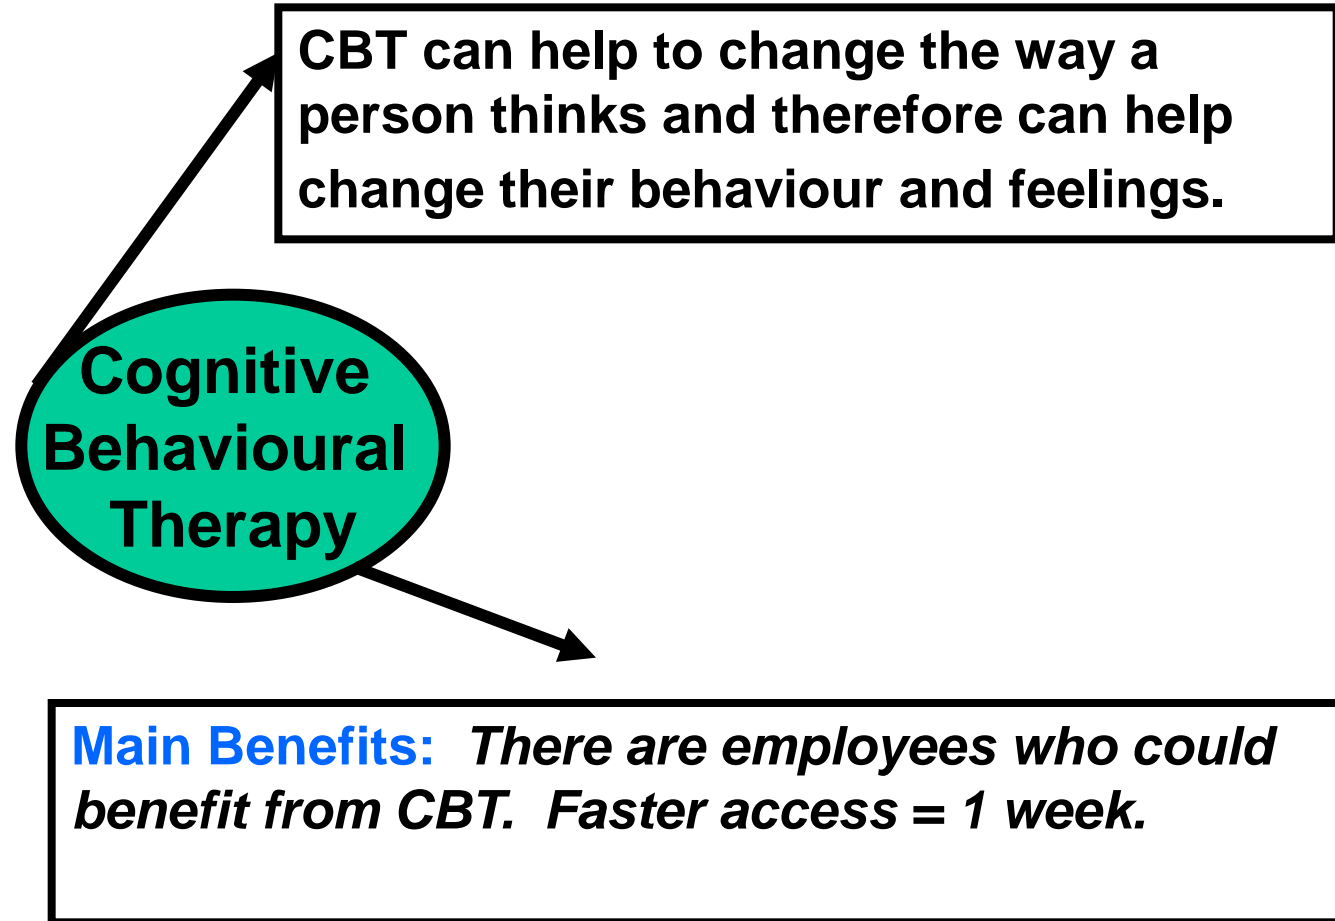 CBT can help to change the way a
person thinks and therefore can help
change their behaviour and feelings.
Cognitive
Behavioural
Therapy
Main Benefits: There are employees who could
benefit from CBT. Faster access = 1 week.